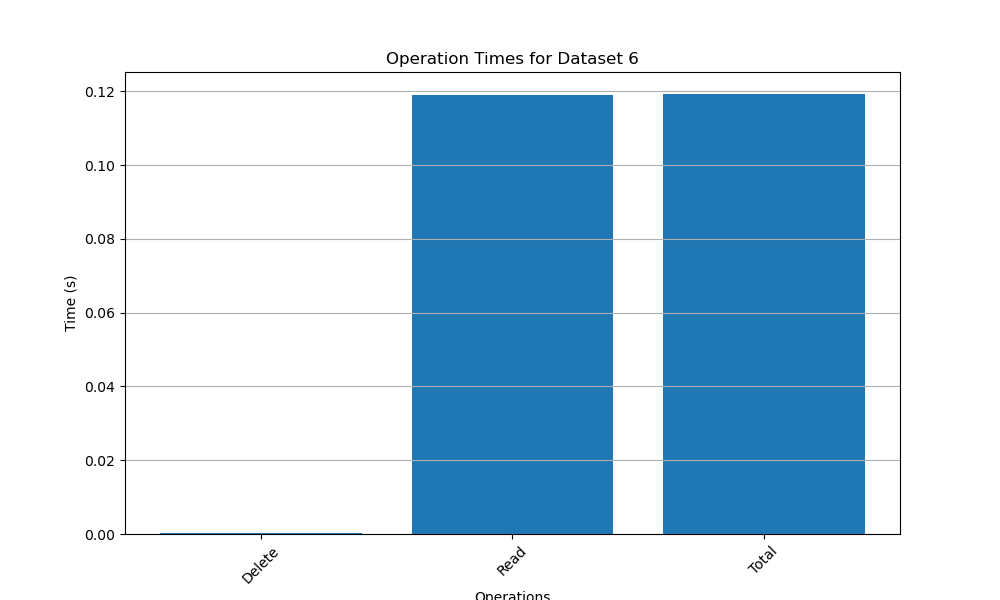 Operation Times for Dataset 6
0.12
0.10
0.08
0.06
0.04
0.02
0.00
Time (s)
Delete
Read
Total
Operations